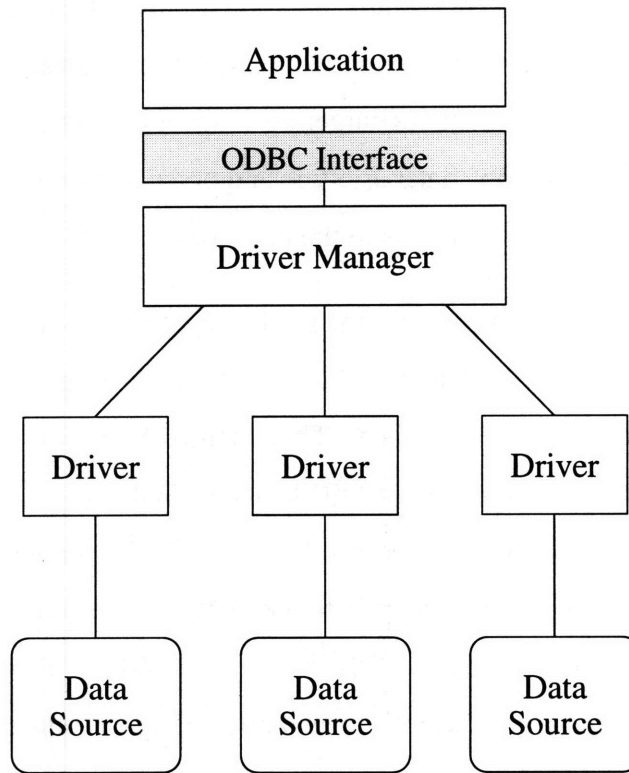 Application
ODBC Interface
Driver Manager
Driver
Driver
Driver
Data
Source
Data
Source
Data
Source